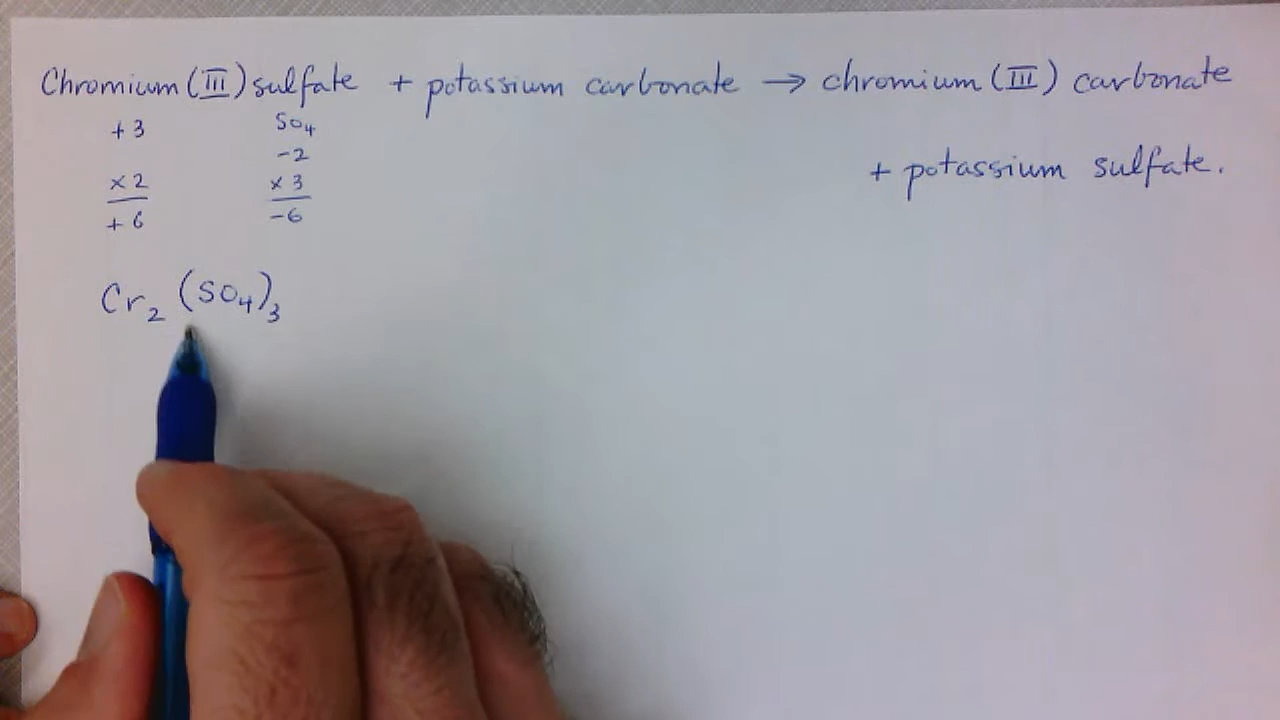 Chromium (III) sulfate + potassium carbonate → chromium (III) carbonate
+3 SO4
-2
+ potassium sulfate.
×2 ×3
+6 -6
Cr2 (SO4)3